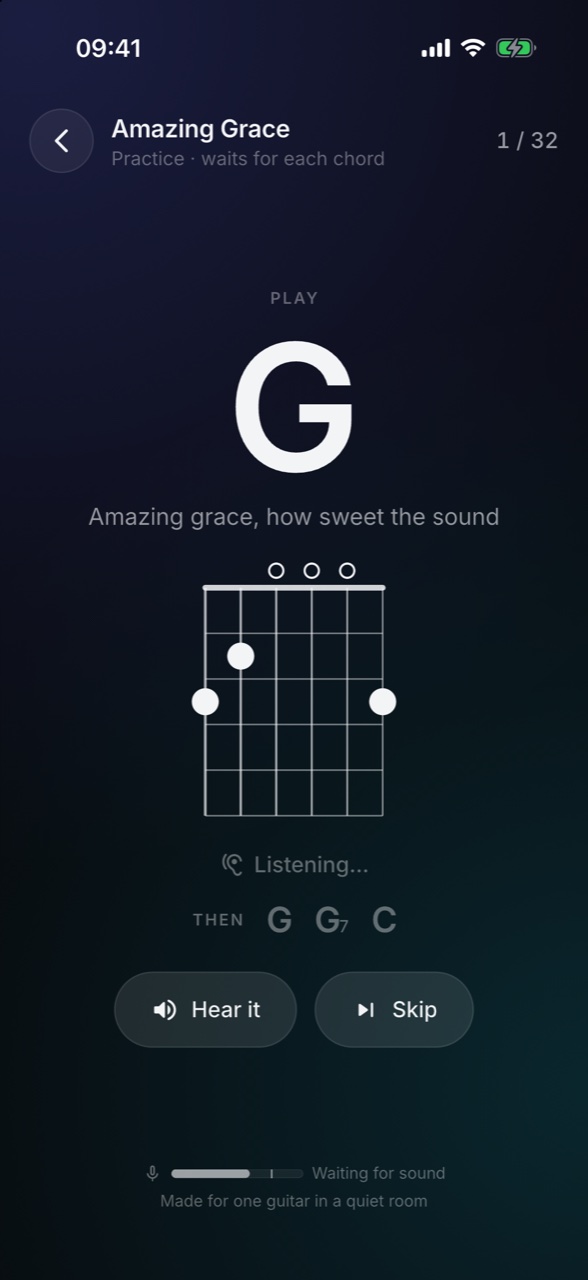 09:41
Amazing Grace
Practice · waits for each chord
1 / 32
PLAY
G
Amazing grace, how sweet the sound
Listening...
THEN G G7 C
Hear it
Skip
Waiting for sound
Made for one guitar in a quiet room